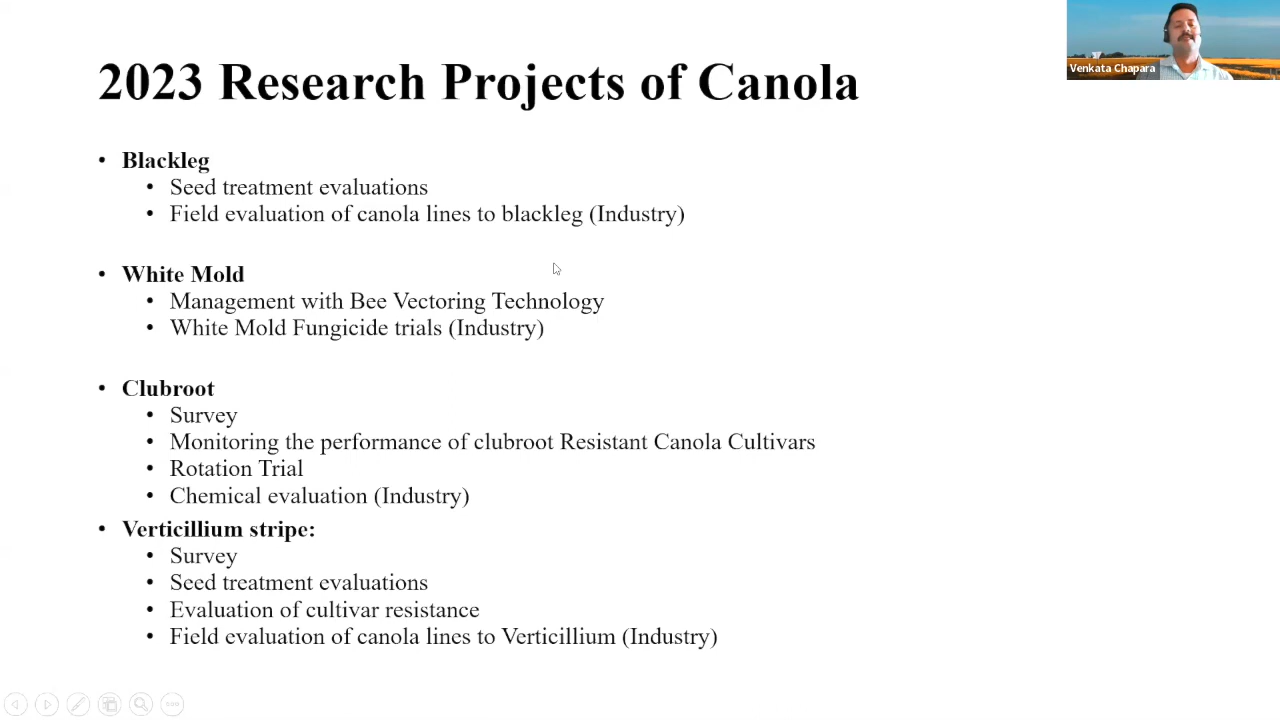 2023 Research Projects of Canola
Venkata Chapara
• Blackleg
• Seed treatment evaluations
• Field evaluation of canola lines to blackleg (Industry)
• White Mold
• Management with Bee Vectoring Technology
• White Mold Fungicide trials (Industry)
• Clubroot
• Survey
• Monitoring the performance of clubroot Resistant Canola Cultivars
• Rotation Trial
• Chemical evaluation (Industry)
• Verticillium stripe:
• Survey
• Seed treatment evaluations
• Evaluation of cultivar resistance
• Field evaluation of canola lines to Verticillium (Industry)